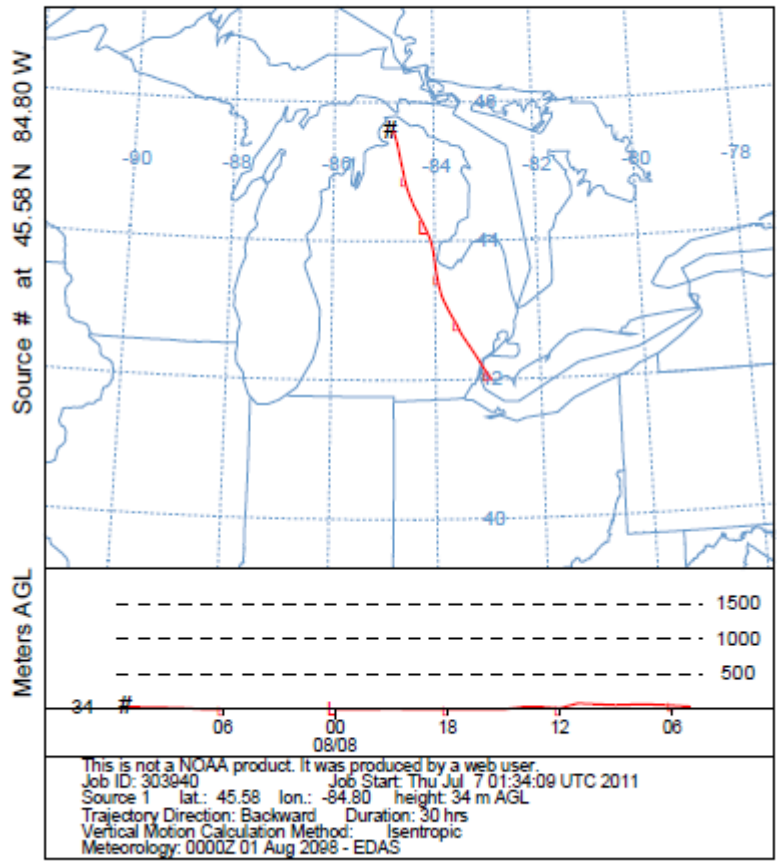 Source # at 45.58 N 84.80 W
46
-90
-88
-86
-84
-82
-80
-78
44
42
40
Meters AGL
1500
1000
500
34
#
#
06
00
18
12
06
08/08
This is not a NOAA product. It was produced by a web user.
Job ID: 303940 Job Start: Thu Jul 7 01:34:09 UTC 2011
Source 1 lat.: 45.58 lon.: -84.80 height: 34 m AGL
Trajectory Direction: Backward Duration: 30 hrs
Vertical Motion Calculation Method: Isentropic
Meteorology: 0000Z 01 Aug 2098 - EDAS